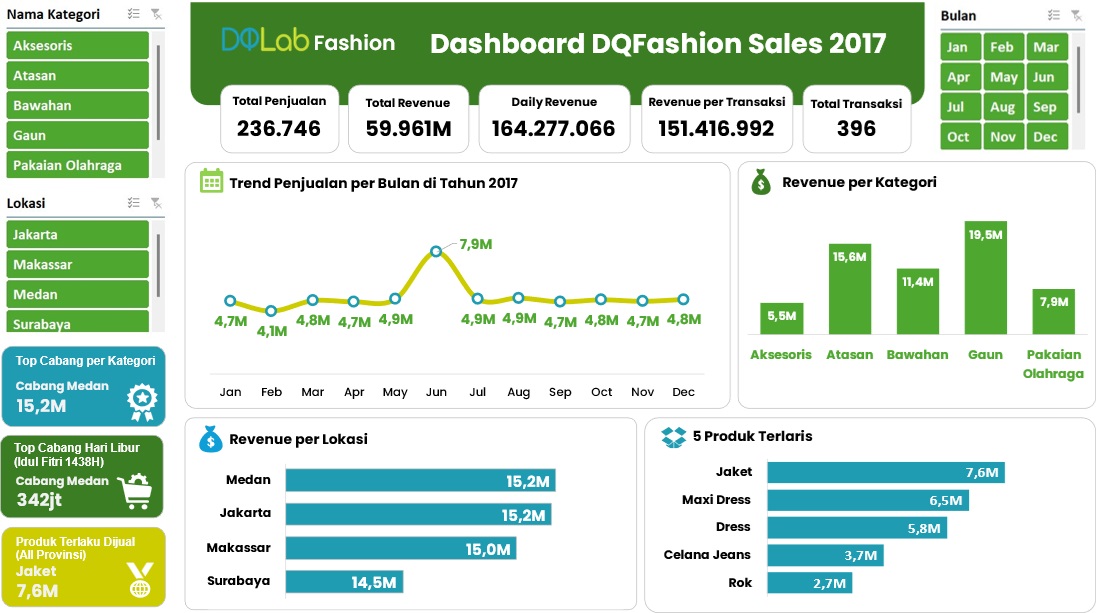 Nama Kategori
Aksesoris
Atasan
Bawahan
Gaun
Pakaian Olahraga
Lokasi
Jakarta
Makassar
Medan
Surabaya
Top Cabang per Kategori
Cabang Medan
15,2M
Top Cabang Hari Libur
(Idul Fitri 1438H)
Cabang Medan
342jt
Produk Terlaku Dijual
(All Provinsi)
Jaket
7,6M
DQLab Fashion
Dashboard DQFashion Sales 2017
Total Penjualan
236.746
Total Revenue
59.961M
Daily Revenue
164.277.066
Revenue per Transaksi
151.416.992
Total Transaksi
396
Bulan
Jan Feb Mar
Apr May Jun
Jul Aug Sep
Oct Nov Dec
Trend Penjualan per Bulan di Tahun 2017
7,9M
4,7M 4,1M 4,8M 4,7M 4,9M 4,9M 4,9M 4,7M 4,8M 4,7M 4,8M
Jan Feb Mar Apr May Jun Jul Aug Sep Oct Nov Dec
Revenue per Kategori
5,5M 15,6M 11,4M 19,5M 7,9M
Aksesoris Atasan Bawahan Gaun Pakaian
Olahraga
Revenue per Lokasi
Medan 15,2M
Jakarta 15,2M
Makassar 15,0M
Surabaya 14,5M
5 Produk Terlaris
Jaket 7,6M
Maxi Dress 6,5M
Dress 5,8M
Celana Jeans 3,7M
Rok 2,7M